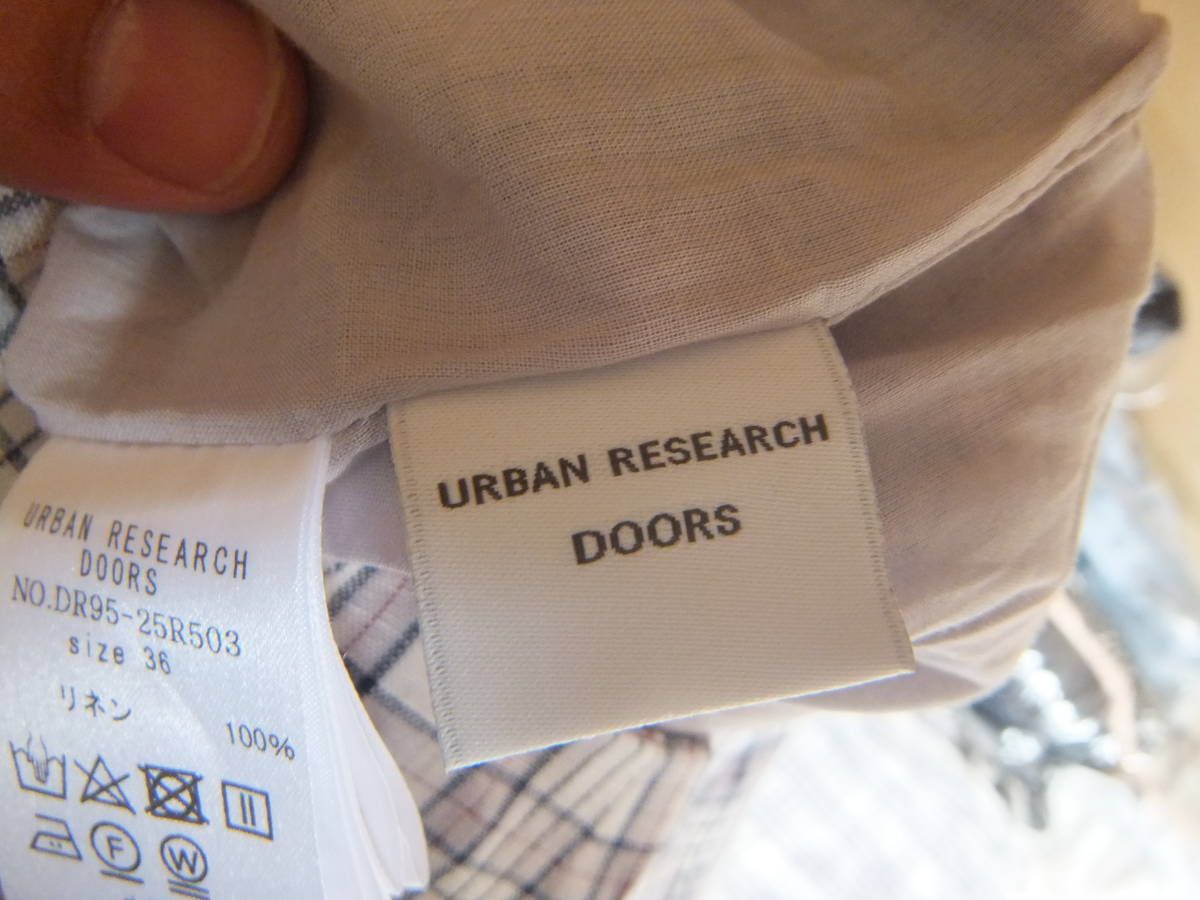 URBAN RESEARCH
DOORS
NO.DR95-25R503
size 36
リネン
100%
F
W
URBAN RESEARCH
DOORS